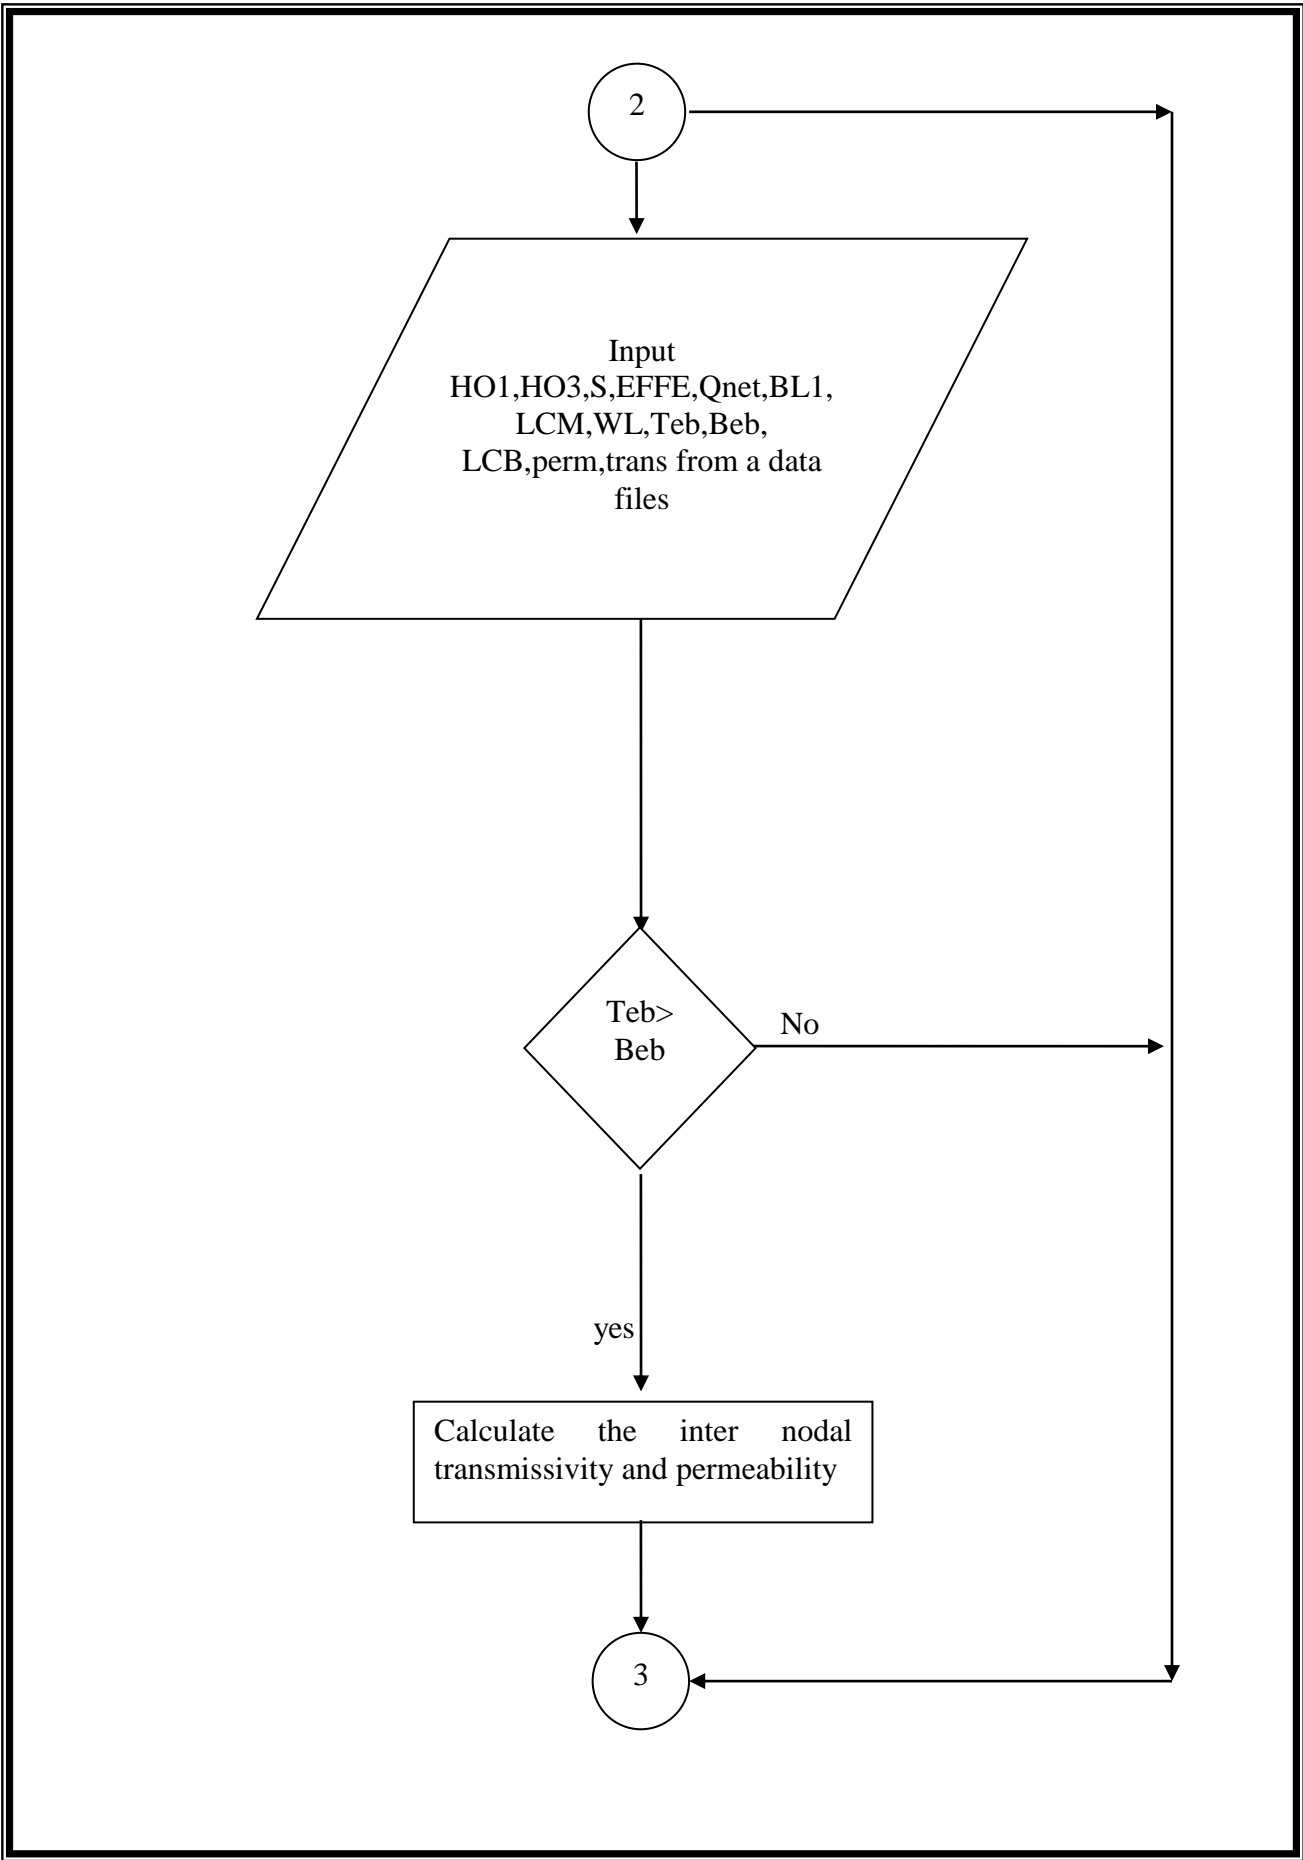 2
Input
HO1,HO3,S,EFFE,Qnet,BL1,
LCM,WL,Teb,Beb,
LCB,perm,trans from a data
files
Teb>
Beb
No
yes
Calculate the inter nodal
transmissivity and permeability
3